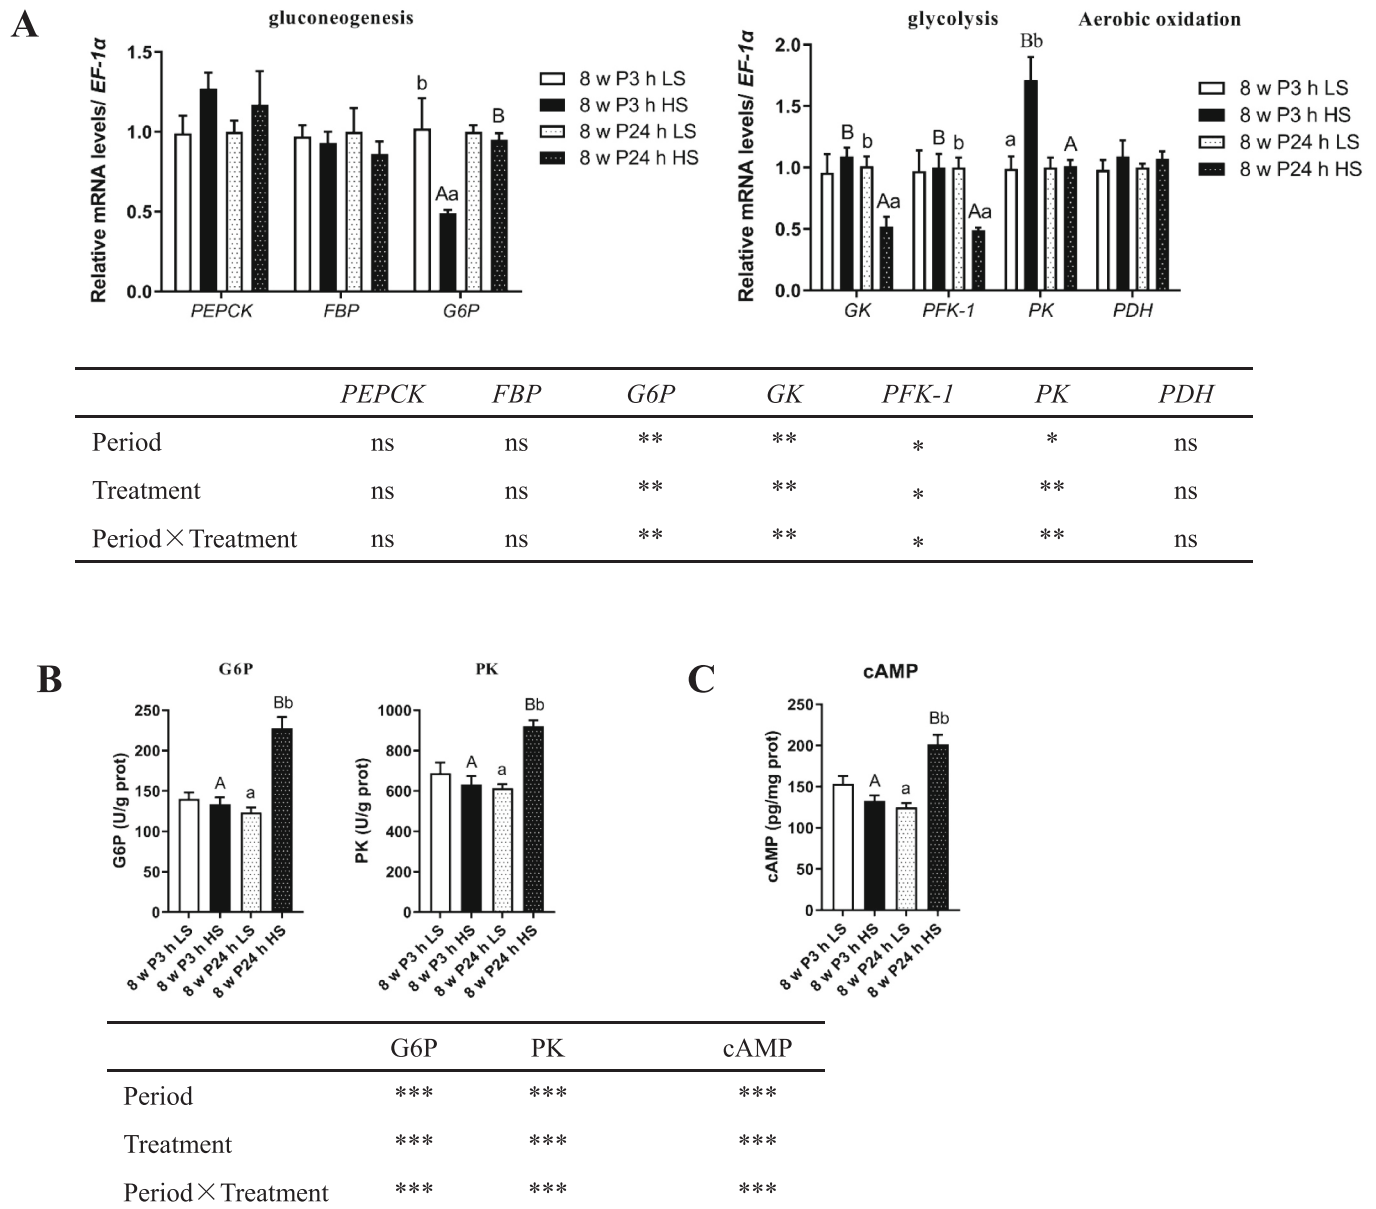 A
gluconeogenesis
Relative mRNA levels/ EF-1α
1.5
1.0
0.5
0.0
b
Aa
B
PEPCK FBP G6P
8 w P3 h LS
8 w P3 h HS
8 w P24 h LS
8 w P24 h HS
glycolysis Aerobic oxidation
Relative mRNA levels/ EF-1α
2.0
1.5
1.0
0.5
0.0
B b Aa
B b Aa
a Bb A
GK PFK-1 PK PDH
8 w P3 h LS
8 w P3 h HS
8 w P24 h LS
8 w P24 h HS
PEPCK FBP G6P GK PFK-1 PK PDH
Period ns ns ** ** * * ns
Treatment ns ns ** ** * ** ns
Period×Treatment ns ns ** ** * ** ns
B
G6P
G6P (U/g prot)
250
200
150
100
50
0
A a Bb
8 w P3 h LS
8 w P3 h HS
8 w P24 h LS
8 w P24 h HS
PK
PK (U/g prot)
1000
800
600
400
200
0
A a Bb
8 w P3 h LS
8 w P3 h HS
8 w P24 h LS
8 w P24 h HS
C
cAMP
cAMP (pg/mg prot)
250
200
150
100
50
0
A a Bb
8 w P3 h LS
8 w P3 h HS
8 w P24 h LS
8 w P24 h HS
G6P PK cAMP
Period *** *** ***
Treatment *** *** ***
Period×Treatment *** *** ***